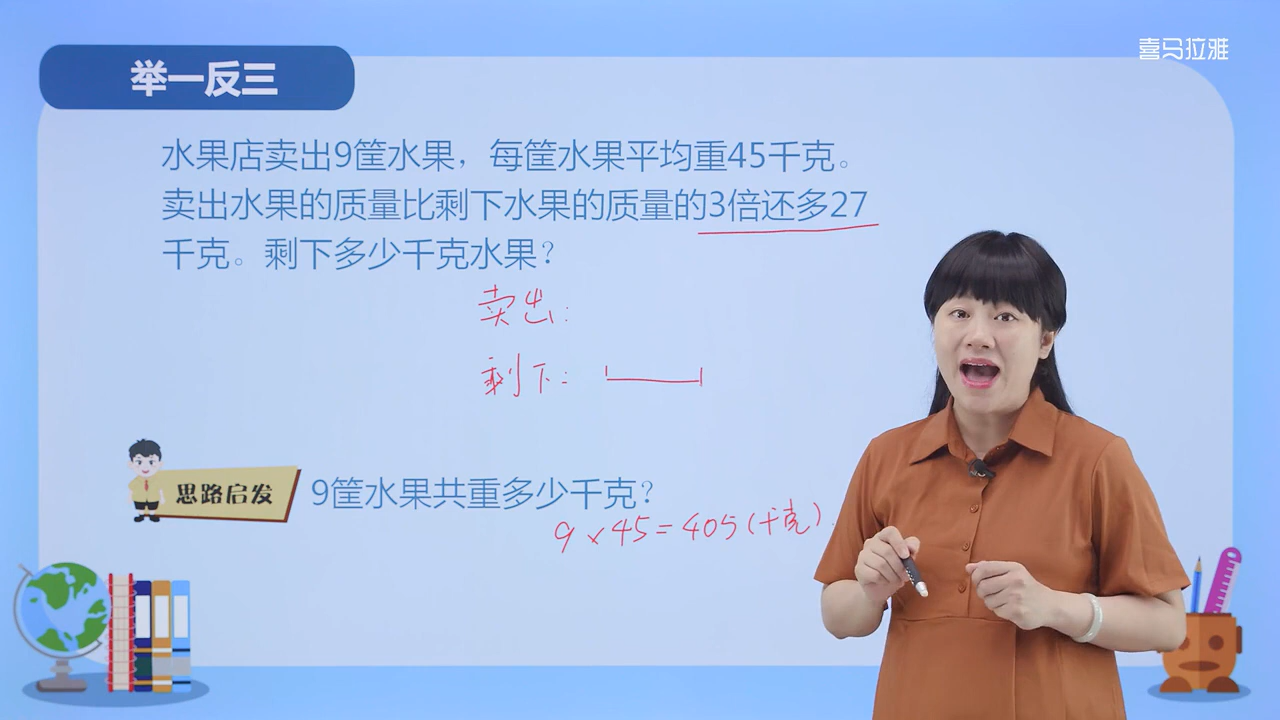 喜马拉雅
举一反三
水果店卖出9筐水果，每筐水果平均重45千克。
卖出水果的质量比剩下水果的质量的3倍还多27
千克。剩下多少千克水果？
卖出：
剩下：
思路启发
9筐水果共重多少千克？
9×45=405(千克).